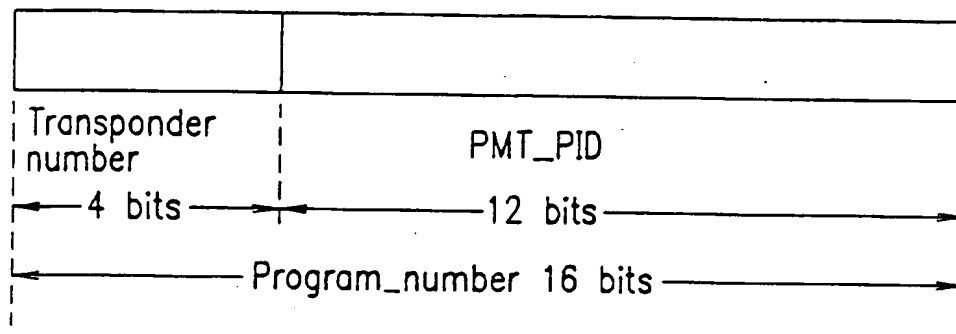 Transponder
number
PMT_PID
4 bits
12 bits
Program_number 16 bits